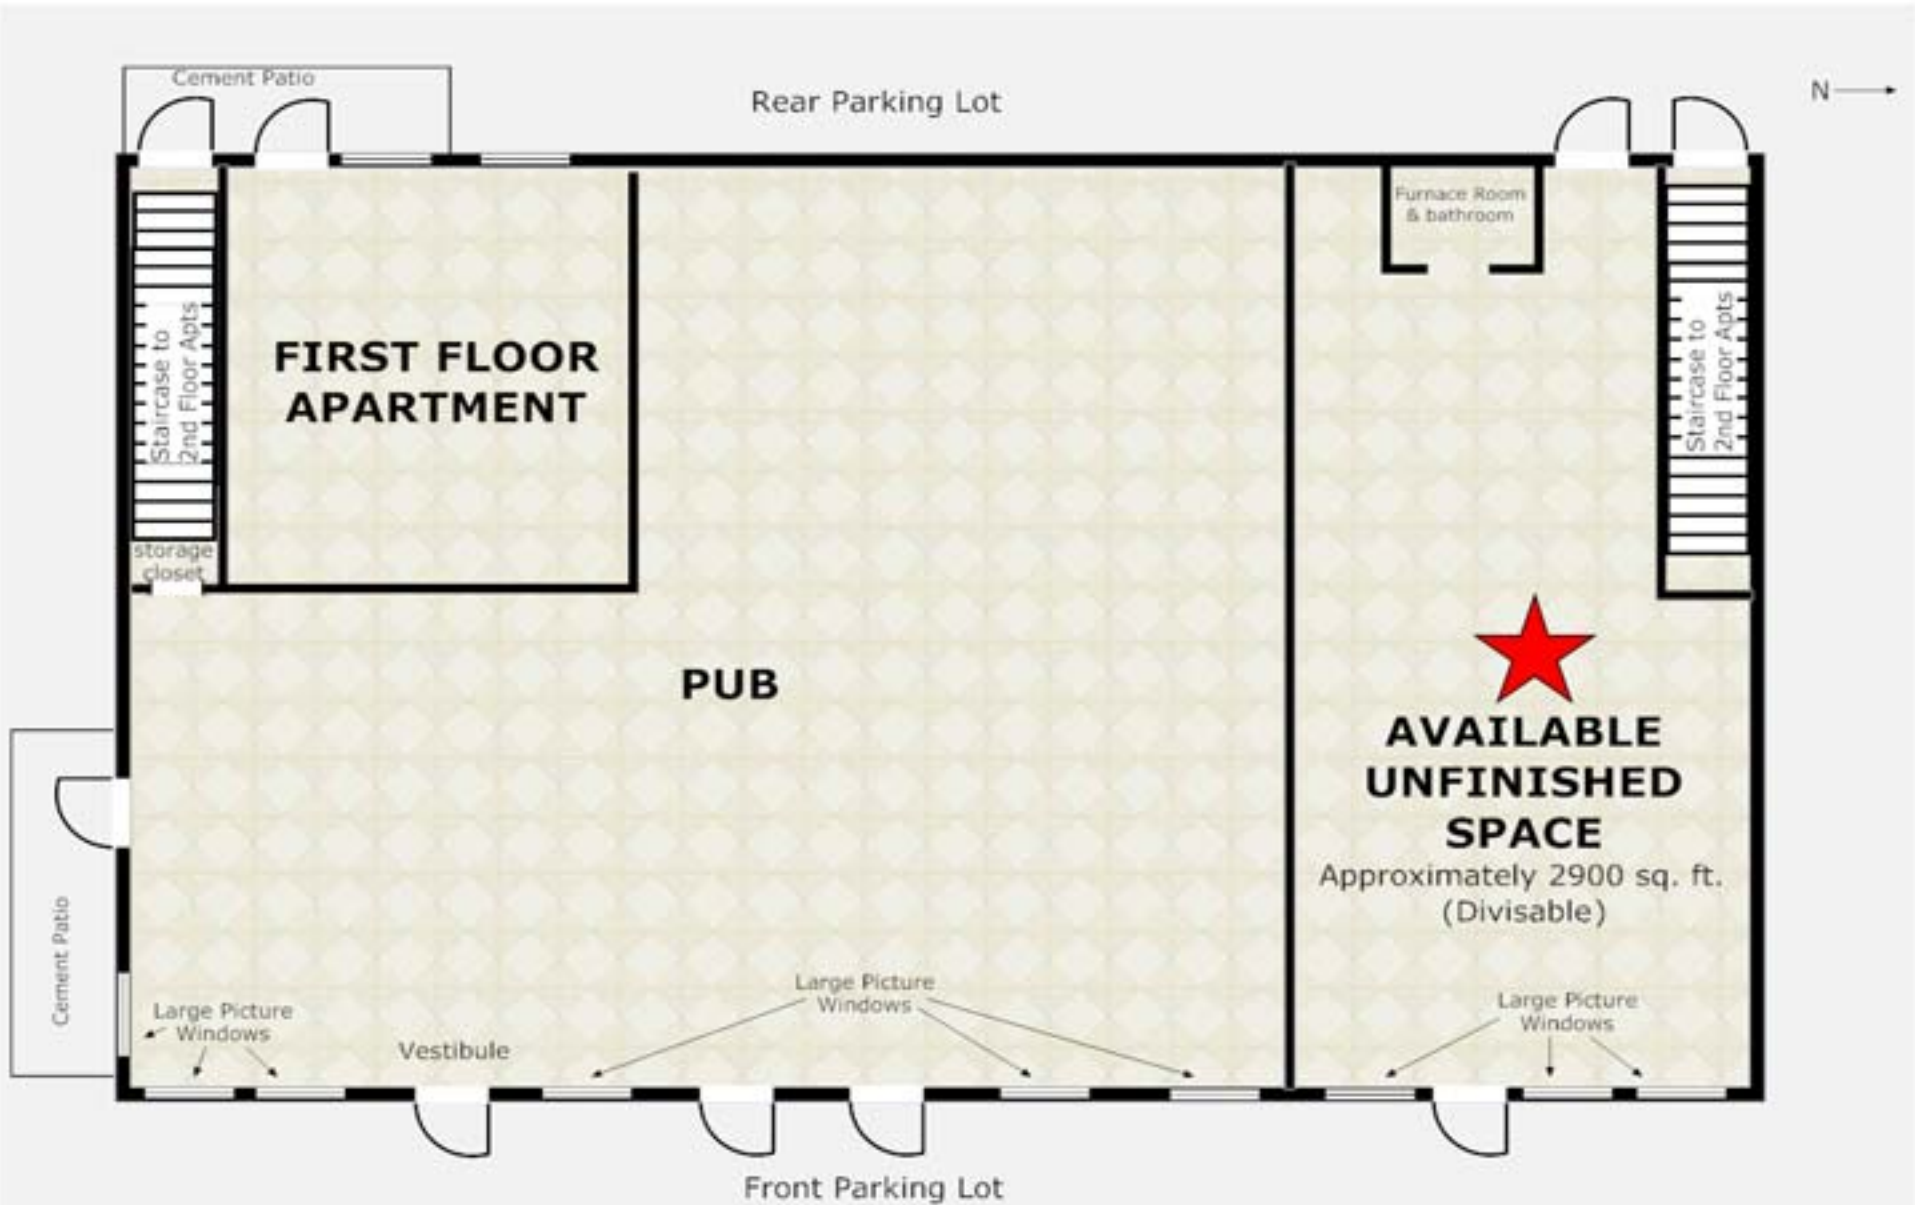 Cement Patio
Rear Parking Lot
N
Furnace Room
& bathroom
Staircase to
2nd Floor Apts
FIRST FLOOR
APARTMENT
Staircase to
2nd Floor Apts
storage
closet
PUB
AVAILABLE
UNFINISHED
SPACE
Approximately 2900 sq. ft.
(Divisable)
Cement Patio
Large Picture
Windows
Vestibule
Large Picture
Windows
Large Picture
Windows
Front Parking Lot